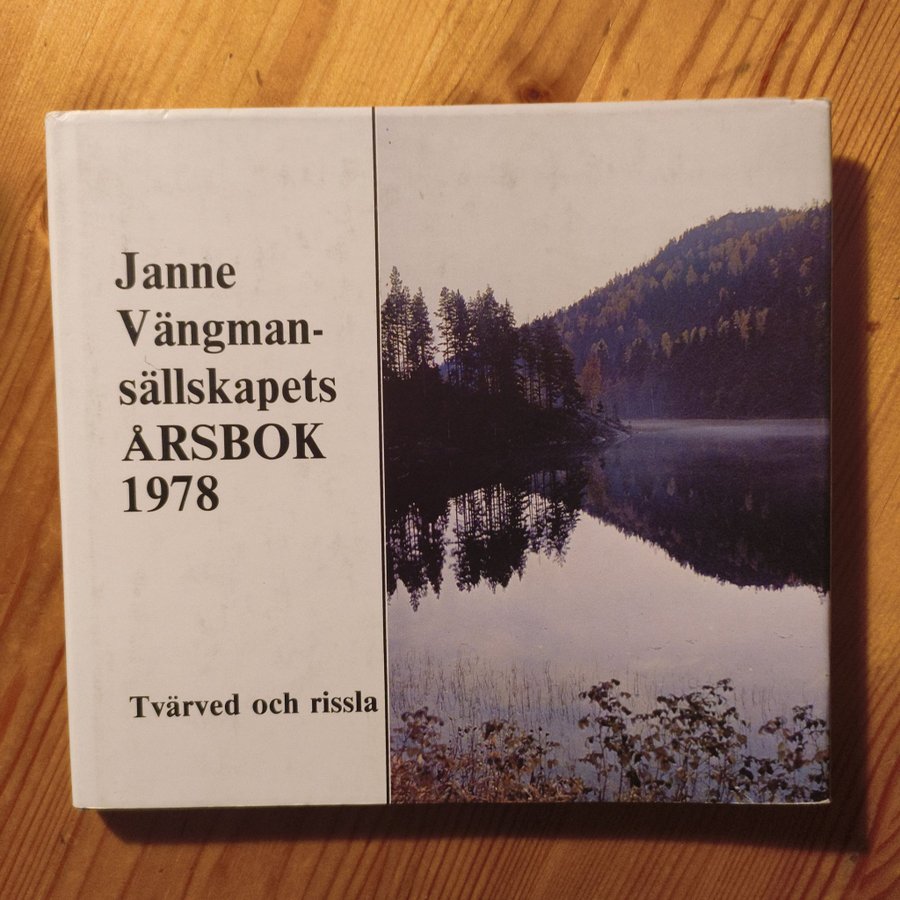 Janne
Vängman-
sällskapets
ÅRSBOK
1978
Tvärved och rissla